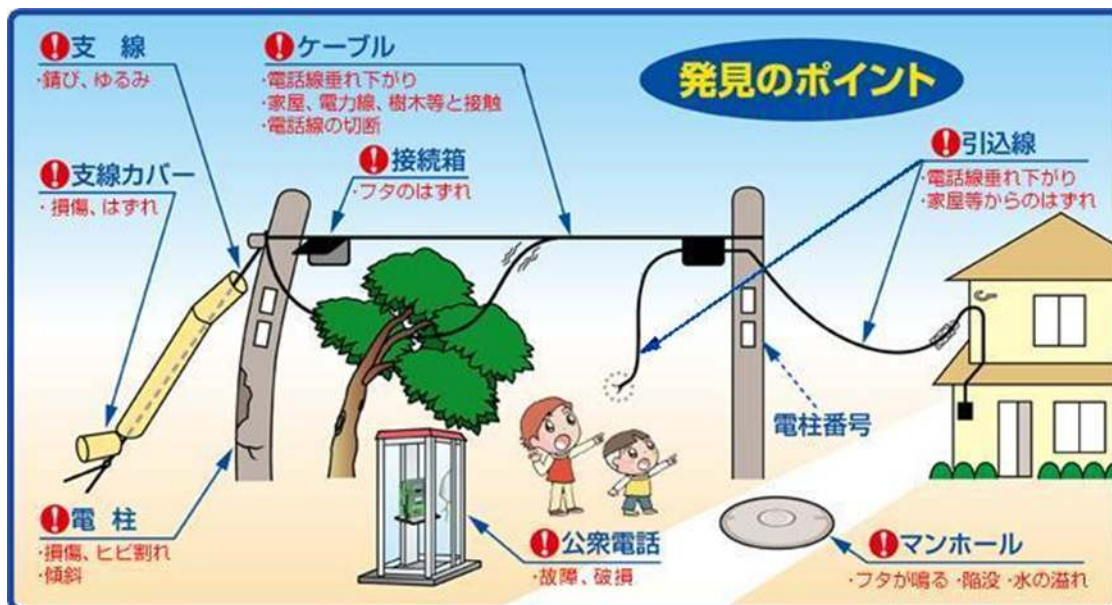 発見のポイント
支線
・錆び、ゆるみ
ケーブル
・電話線垂れ下がり
・家屋、電力線、樹木等と接触
・電話線の切断
支線カバー
・損傷、はずれ
接続箱
・フタのはずれ
引込線
・電話線垂れ下がり
・家屋等からのはずれ
電柱番号
電柱
・損傷、ヒビ割れ
・傾斜
公衆電話
・故障、破損
マンホール
・フタが鳴る・陥没・水の溢れ